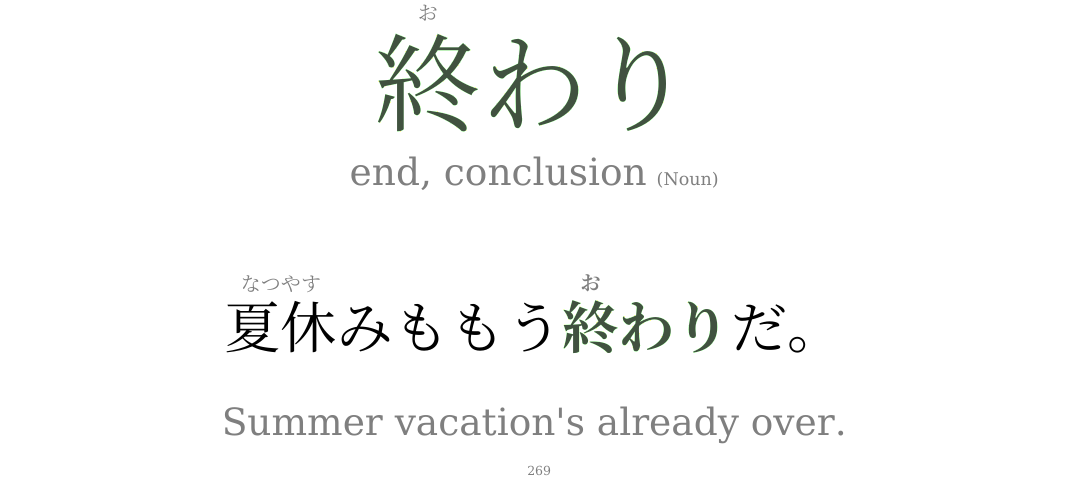 お
終わり
end, conclusion (Noun)
なつやす お
夏休みももう終わりだ。
Summer vacation's already over.
269